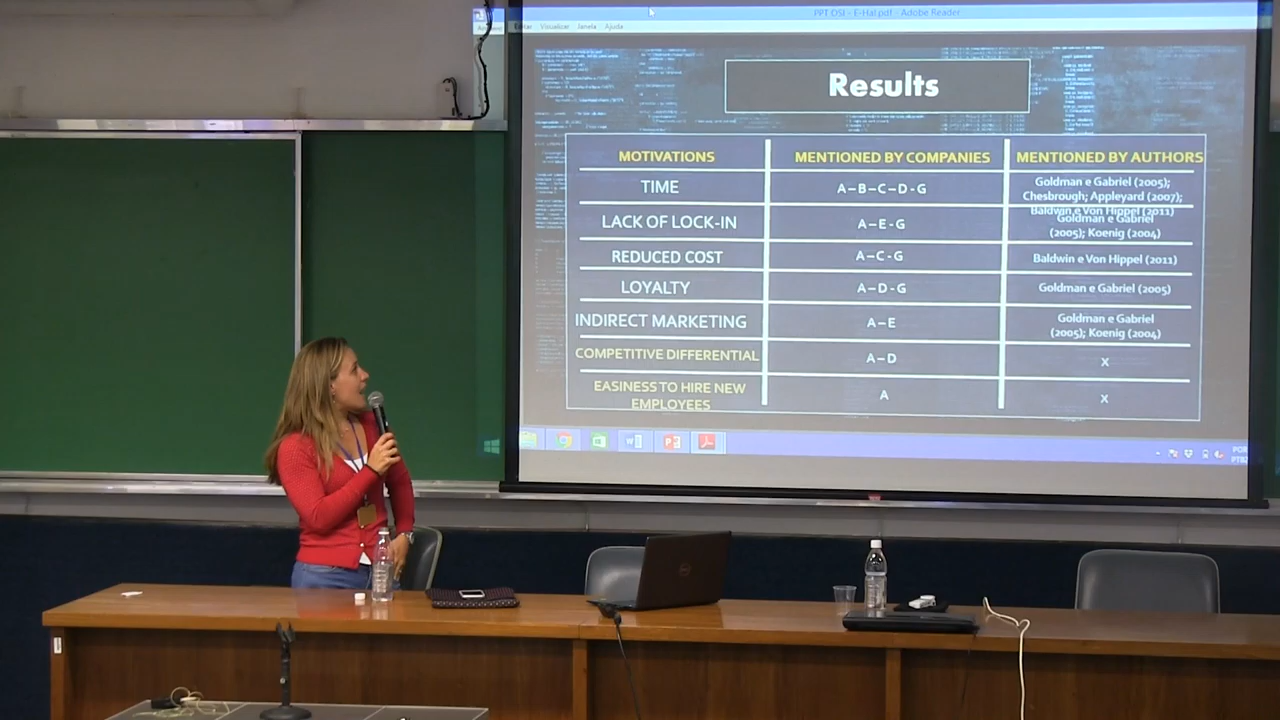 PPT OSI - E-Hal.pdf - Adobe Reader
Editar Visualizar Janela Ajuda
Results
MOTIVATIONS MENTIONED BY COMPANIES MENTIONED BY AUTHORS
TIME A–B–C–D-G Goldman e Gabriel (2005);
Chesbrough; Appleyard (2007);
Baldwin e Von Hippel (2011)
LACK OF LOCK-IN A–E-G Goldman e Gabriel
(2005); Koenig (2004)
REDUCED COST A–C-G Baldwin e Von Hippel (2011)
LOYALTY A–D-G Goldman e Gabriel (2005)
INDIRECT MARKETING A–E Goldman e Gabriel
(2005); Koenig (2004)
COMPETITIVE DIFFERENTIAL A–D X
EASINESS TO HIRE NEW
EMPLOYEES A X
POR